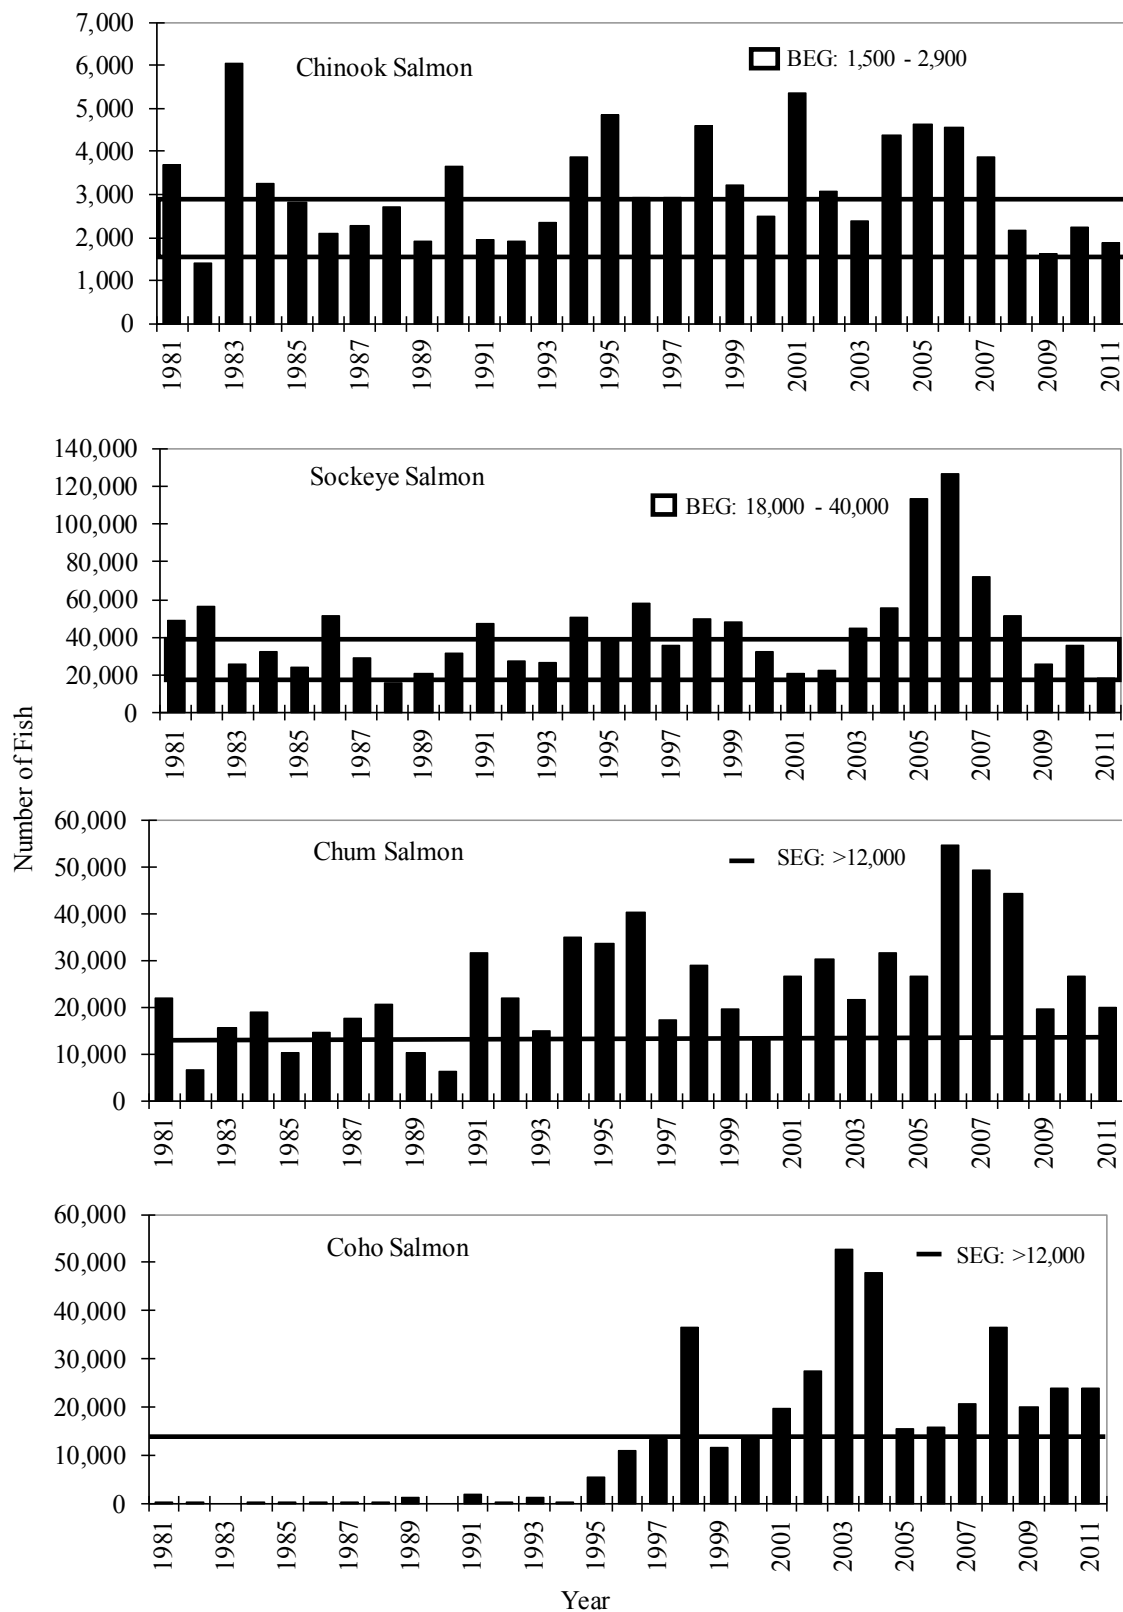 7,000
6,000
5,000
4,000
3,000
2,000
1,000
0
Chinook Salmon
BEG: 1,500 - 2,900
1981 1983 1985 1987 1989 1991 1993 1995 1997 1999 2001 2003 2005 2007 2009 2011
140,000
120,000
100,000
80,000
60,000
40,000
20,000
0
Sockeye Salmon
BEG: 18,000 - 40,000
1981 1983 1985 1987 1989 1991 1993 1995 1997 1999 2001 2003 2005 2007 2009 2011
Number of Fish
60,000
50,000
40,000
30,000
20,000
10,000
0
Chum Salmon
SEG: >12,000
1981 1983 1985 1987 1989 1991 1993 1995 1997 1999 2001 2003 2005 2007 2009 2011
60,000
50,000
40,000
30,000
20,000
10,000
0
Coho Salmon
SEG: >12,000
1981 1983 1985 1987 1989 1991 1993 1995 1997 1999 2001 2003 2005 2007 2009 2011
Year